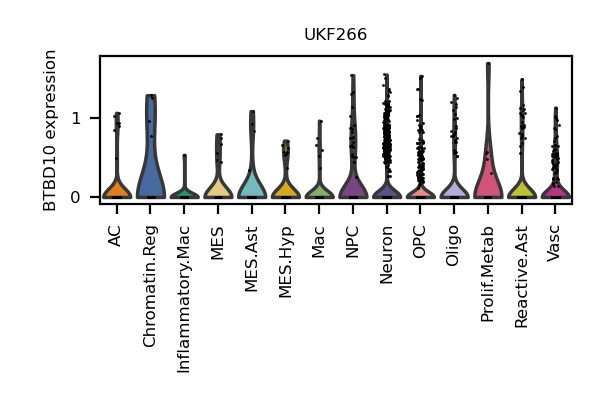 UKF266
BTBD10 expression
1
0
AC
Chromatin.Reg
Inflammatory.Mac
MES
MES.Ast
MES.Hyp
Mac
NPC
Neuron
OPC
Oligo
Prolif.Metab
Reactive.Ast
Vasc